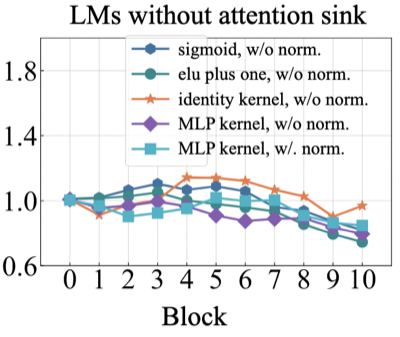 LMs without attention sink
sigmoid, w/o norm.
elu plus one, w/o norm.
identity kernel, w/o norm.
MLP kernel, w/o norm.
MLP kernel, w/. norm.
1.8
1.4
1.0
0.6
0 1 2 3 4 5 6 7 8 9 10
Block